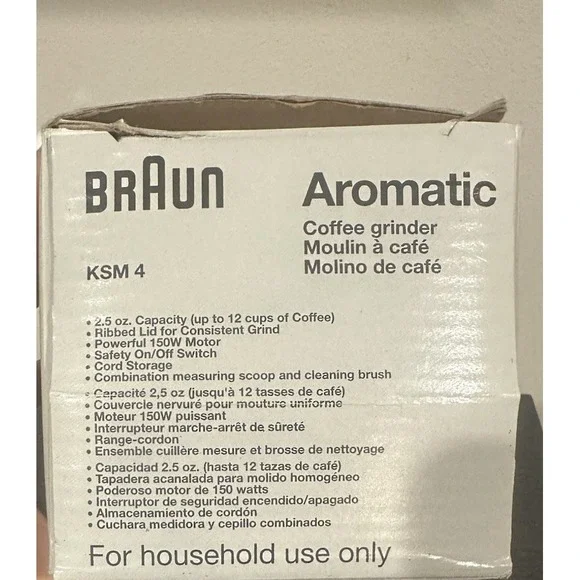 BRAUN
Aromatic
Coffee grinder
Moulin à café
Molino de café
KSM 4
• 2.5 oz. Capacity (up to 12 cups of Coffee)
• Ribbed Lid for Consistent Grind
• Powerful 150W Motor
• Safety On/Off Switch
• Cord Storage
• Combination measuring scoop and cleaning brush
• Capacité 2,5 oz (jusqu'à 12 tasses de café)
• Couvercle nervuré pour mouture uniforme
• Moteur 150W puissant
• Interrupteur marche-arrêt de sûreté
• Range-cordon
• Ensemble cuillère mesure et brosse de nettoyage
• Capacidad 2.5 oz. (hasta 12 tazas de café)
• Tapadera acanalada para molido homogéneo
• Poderoso motor de 150 watts
• Interruptor de seguridad encendido/apagado
• Almacenamiento de cordón
• Cuchara medidora y cepillo combinados
For household use only